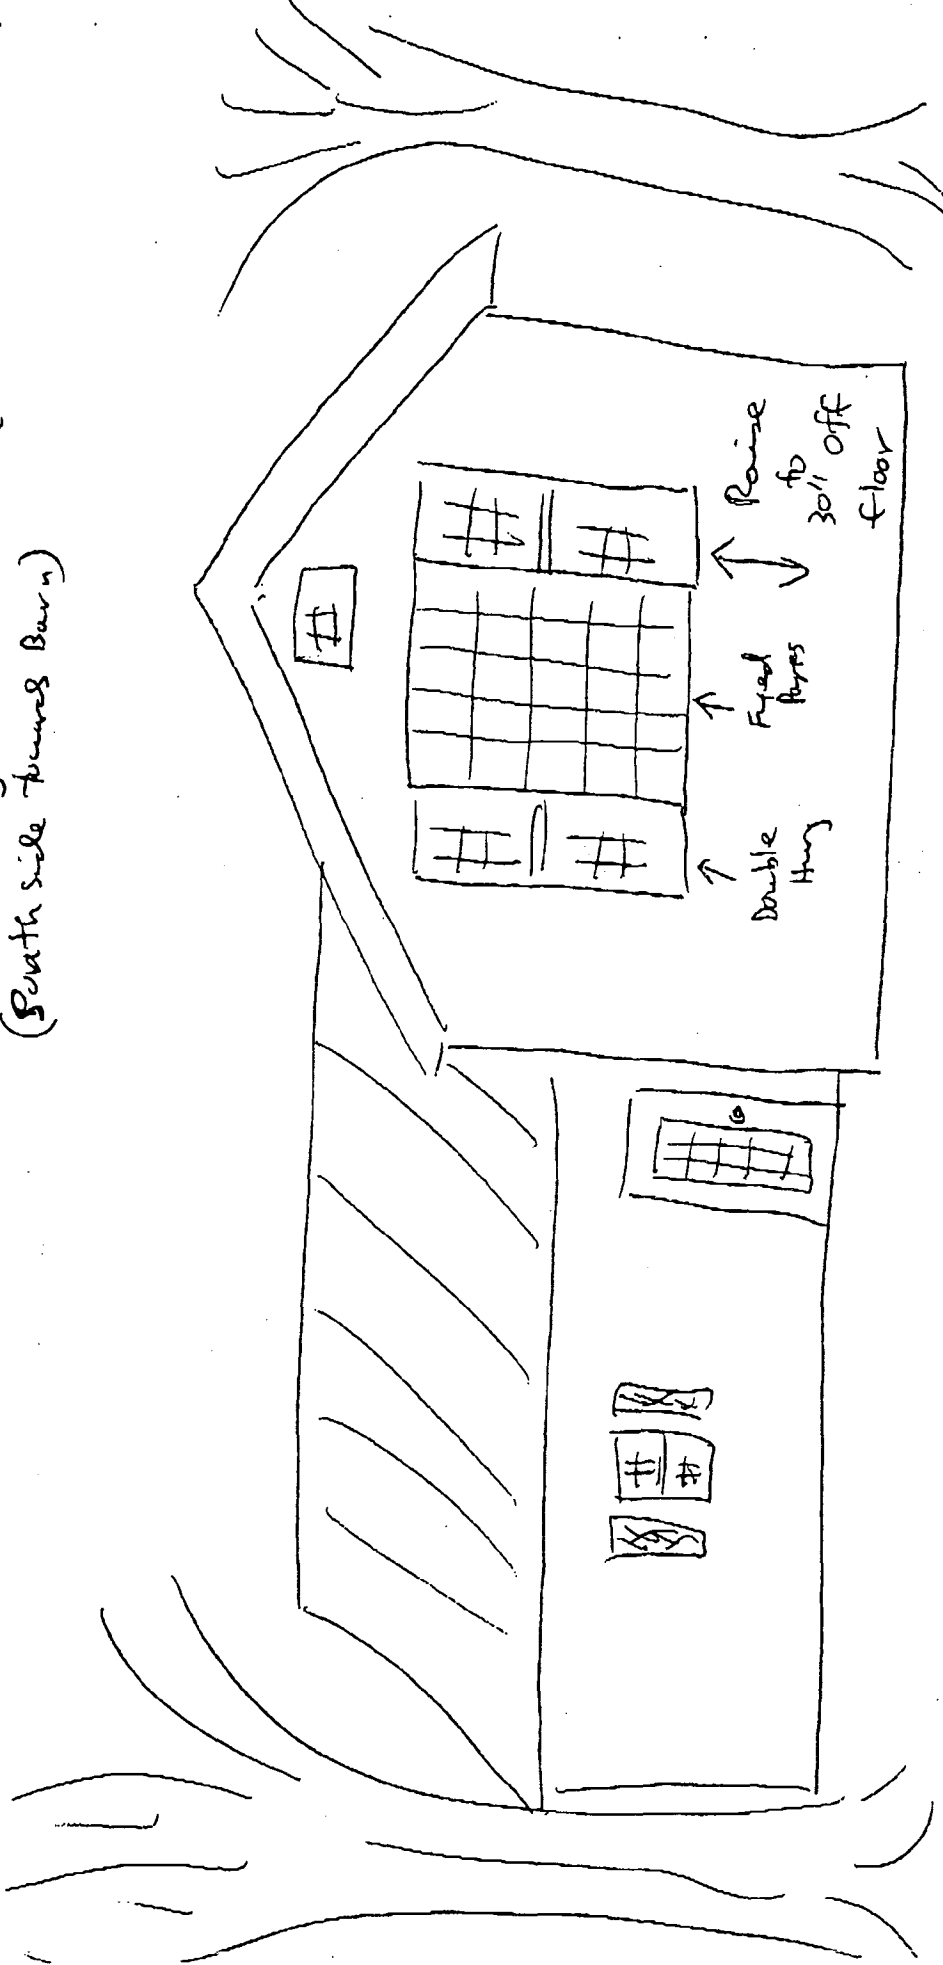 (South side towards Barn)
Double
Hung
Fixed
Panes
Raise
to
30" off
floor